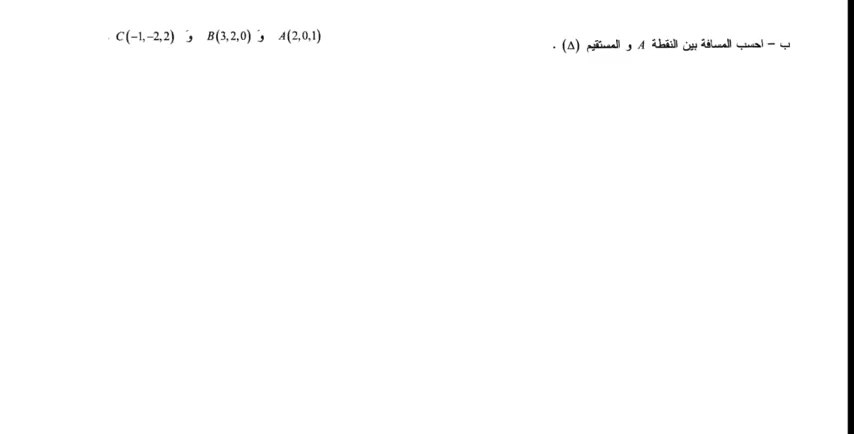 A(2,0,1) و B(3,2,0) و C(−1,−2,2)
ب – احسب المسافة بين النقطة A و المستقيم (Δ) .